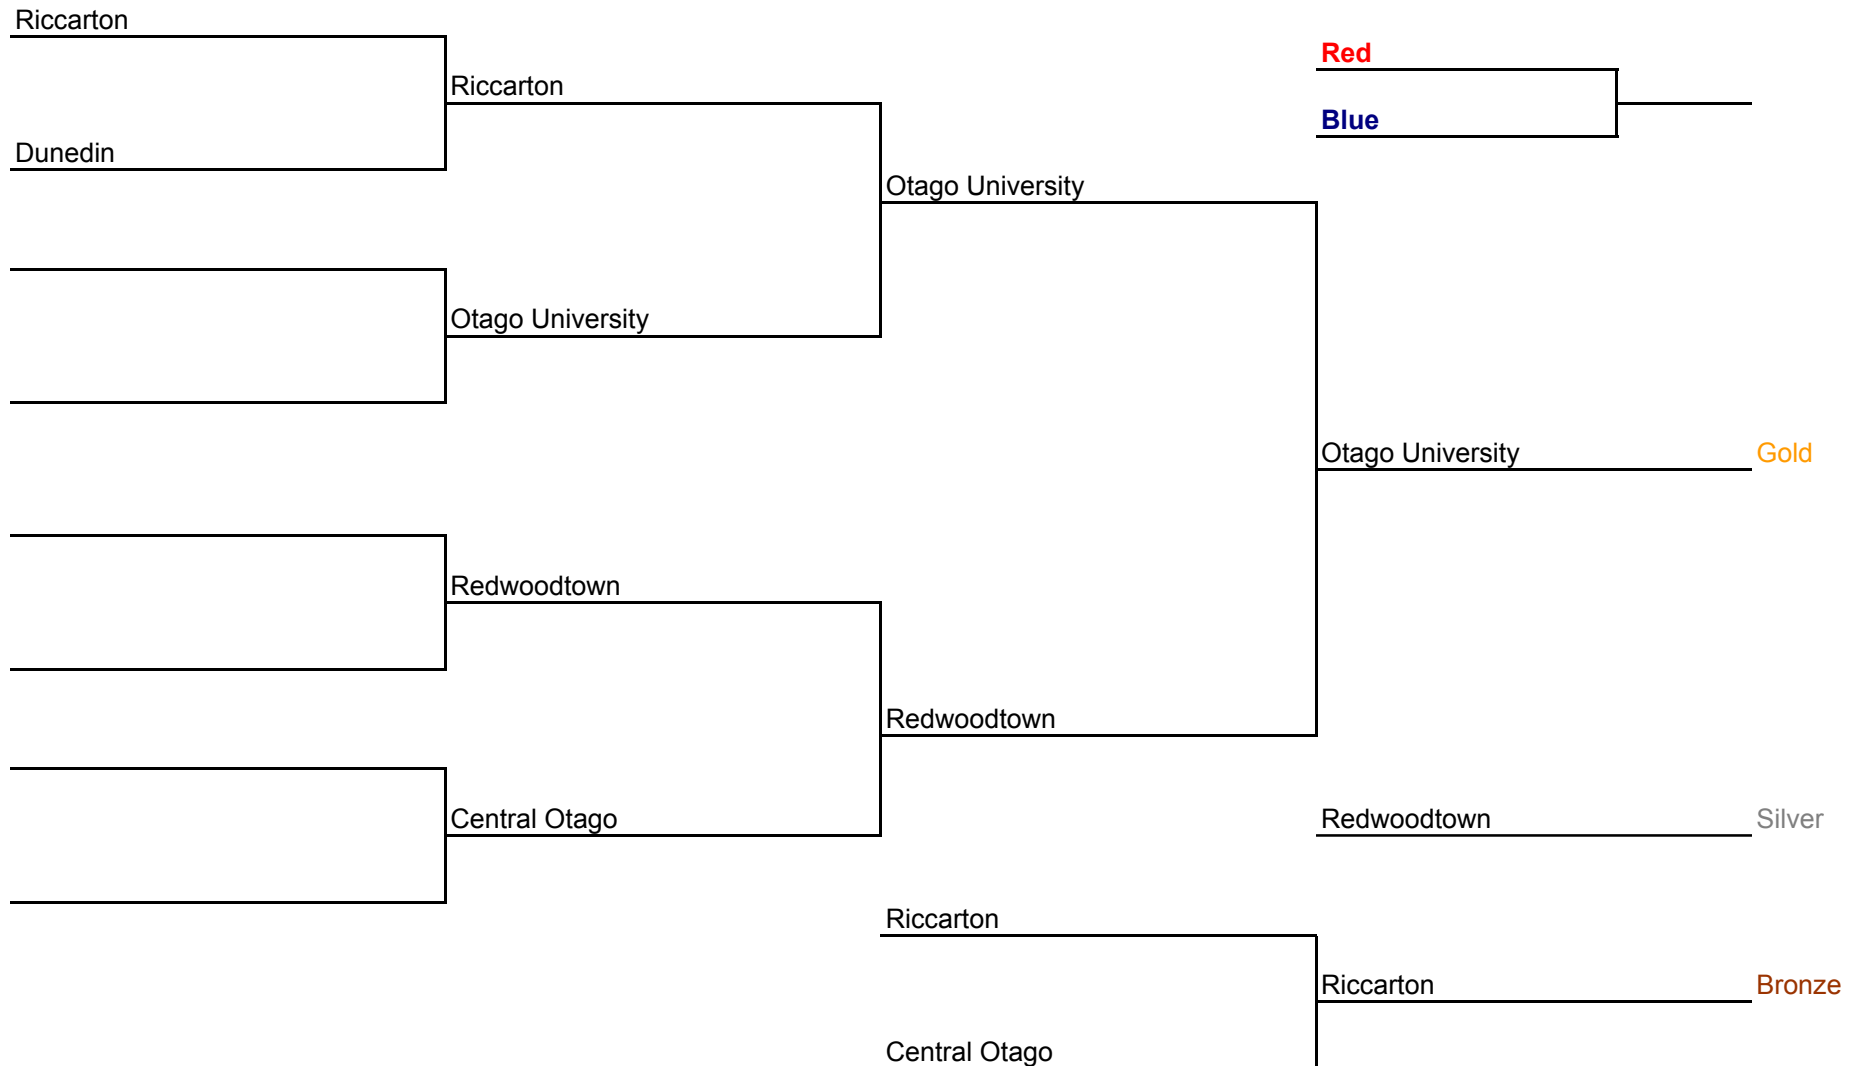 Riccarton
Red
Riccarton
Blue
Dunedin
Otago University
Otago University
Otago University
Gold
Redwoodtown
Redwoodtown
Central Otago
Redwoodtown
Silver
Riccarton
Riccarton
Bronze
Central Otago